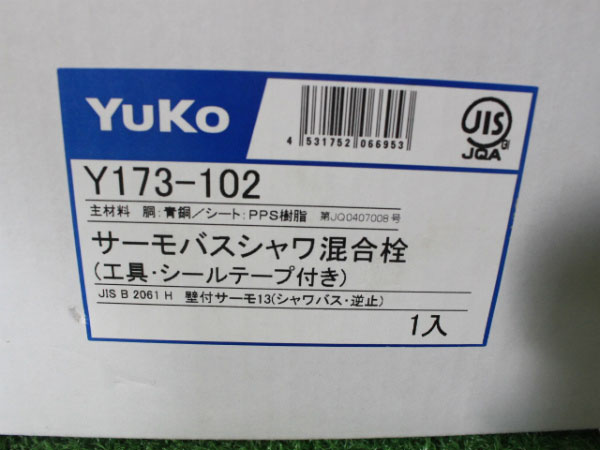 YuKo
4 531752 066953
JIS
JQA
Y173-102
主材料 胴:青銅/シート:PPS樹脂 第JQ0407008号
サーモバスシャワ混合栓
(工具・シールテープ付き)
JIS B 2061 H 壁付サーモ13(シャワバス・逆止)
1入